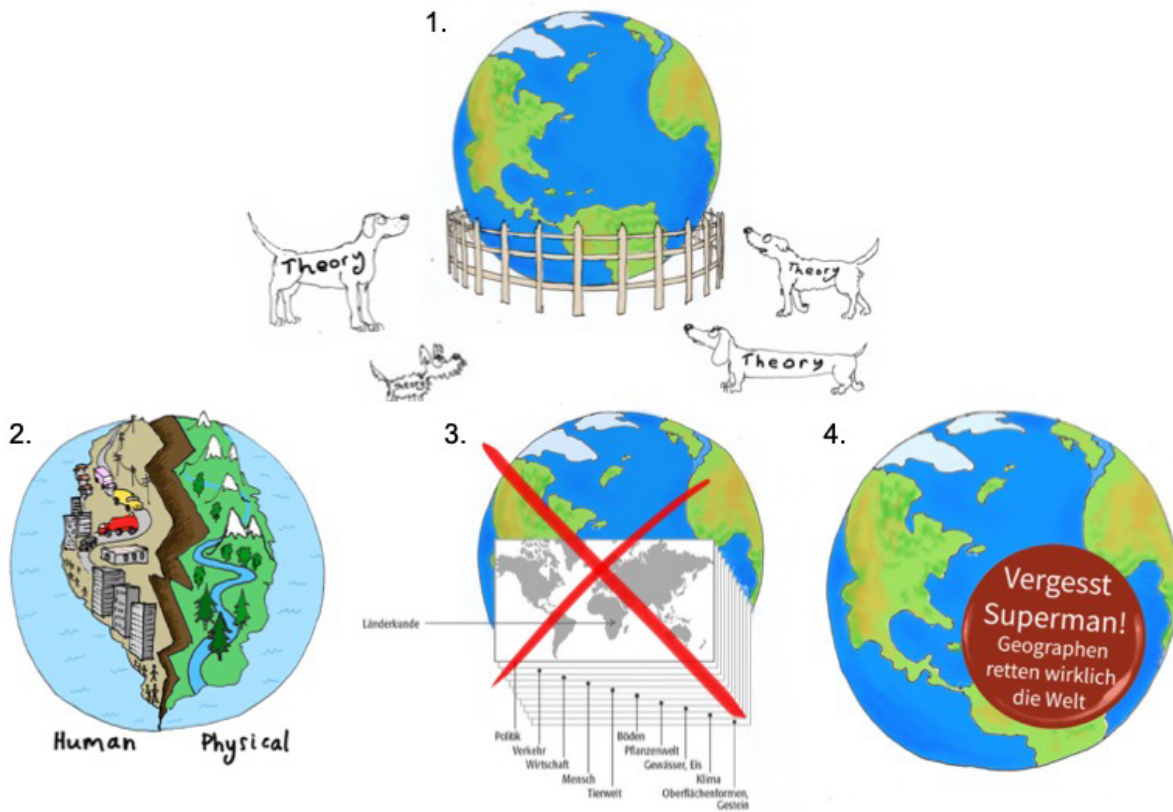 1.
Theory
Theory
Theory
Theory
2.
Human Physical
3.
Länderkunde
Politik
Verkehr
Wirtschaft
Mensch
Tierwelt
Böden
Pflanzenwelt
Gewässer, Eis
Klima
Oberflächenformen,
Gestein
4.
Vergesst
Superman!
Geographen
retten wirklich
die Welt